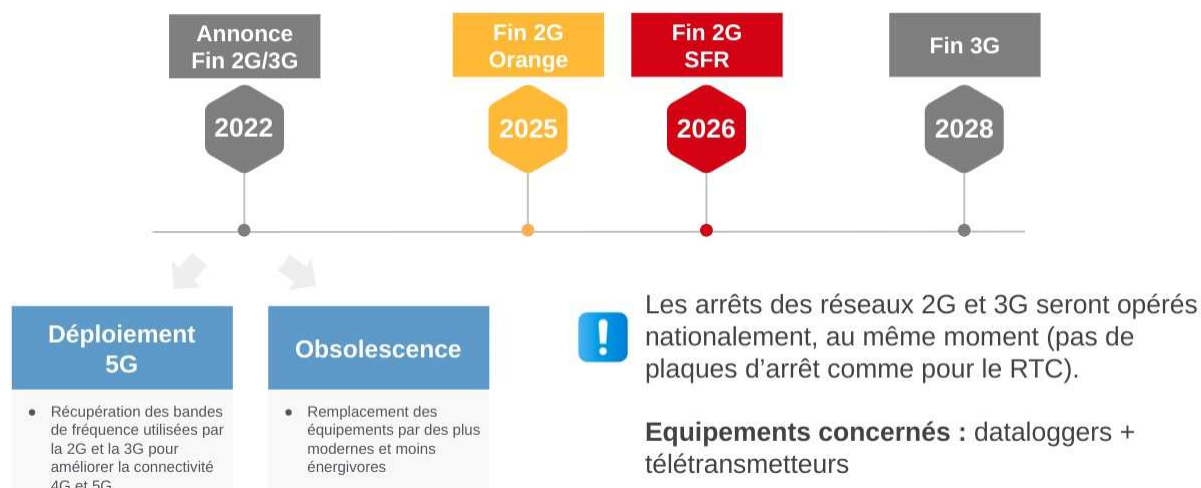 Annonce
Fin 2G/3G
Fin 2G
Orange
Fin 2G
SFR
Fin 3G
2022
2025
2026
2028
Déploiement
5G
● Récupération des bandes
de fréquence utilisées par
la 2G et la 3G pour
améliorer la connectivité
4G et 5G
Obsolescence
● Remplacement des
équipements par des plus
modernes et moins
énergivores
Les arrêts des réseaux 2G et 3G seront opérés
nationalement, au même moment (pas de
plaques d’arrêt comme pour le RTC).
Equipements concernés : dataloggers +
télétransmetteurs